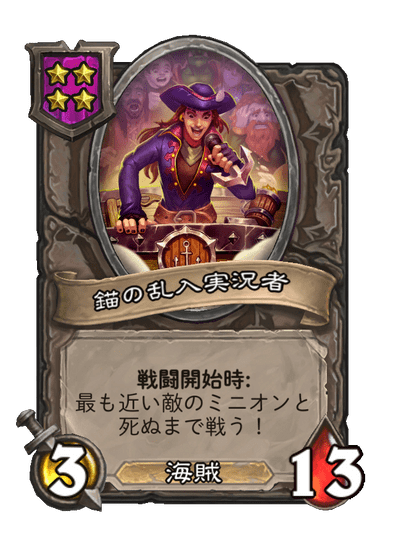 錨の乱入実況者
戦闘開始時:
最も近い敵のミニオンと
死ぬまで戦う！
3
海賊
13